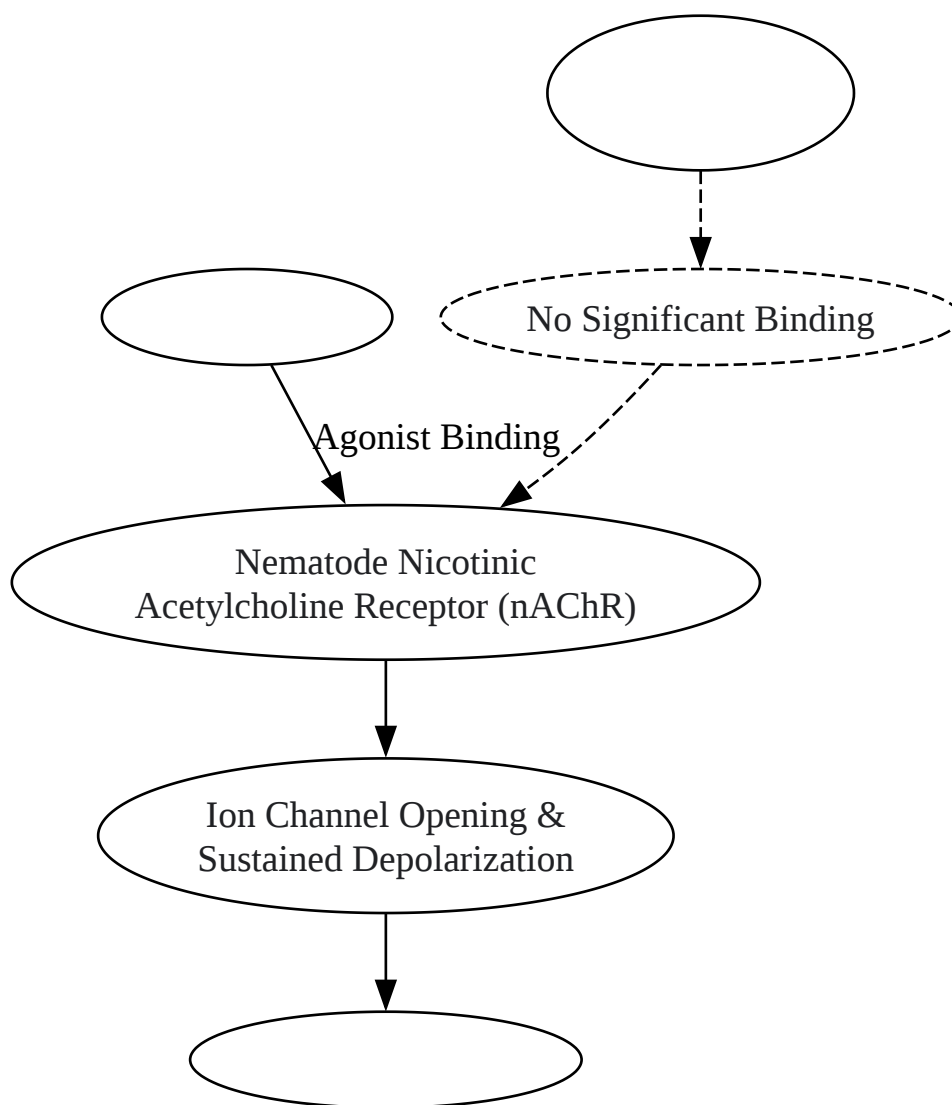 No Significant Binding
Agonist Binding
Nematode Nicotinic
Acetylcholine Receptor (nAChR)
Ion Channel Opening &
Sustained Depolarization